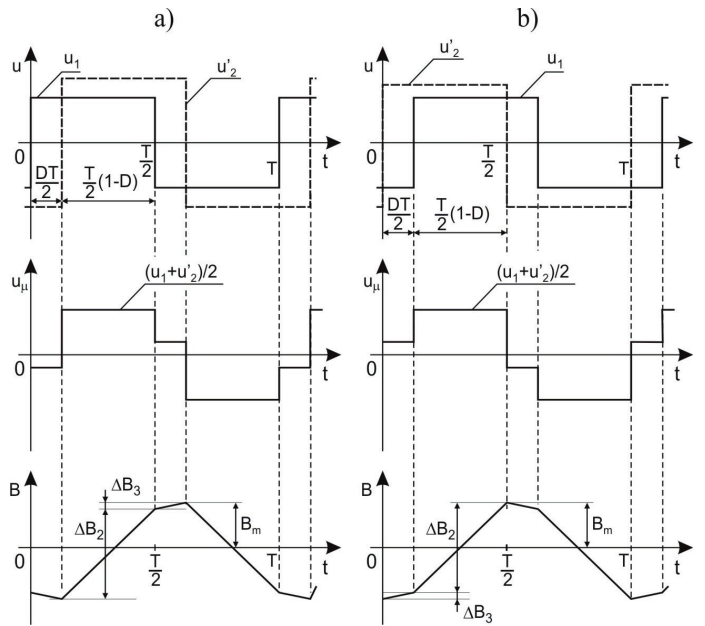 a)
u
u₁
u'₂
0
T/2
T
t
DT/2
T/2(1-D)
uμ
(u₁+u'₂)/2
0
t
B
ΔB₃
ΔB₂
Bₘ
0
T/2
T
t
b)
u
u'₂
u₁
0
T/2
T
t
DT/2
T/2(1-D)
uμ
(u₁+u'₂)/2
0
t
B
ΔB₂
Bₘ
0
T/2
T
t
ΔB₃